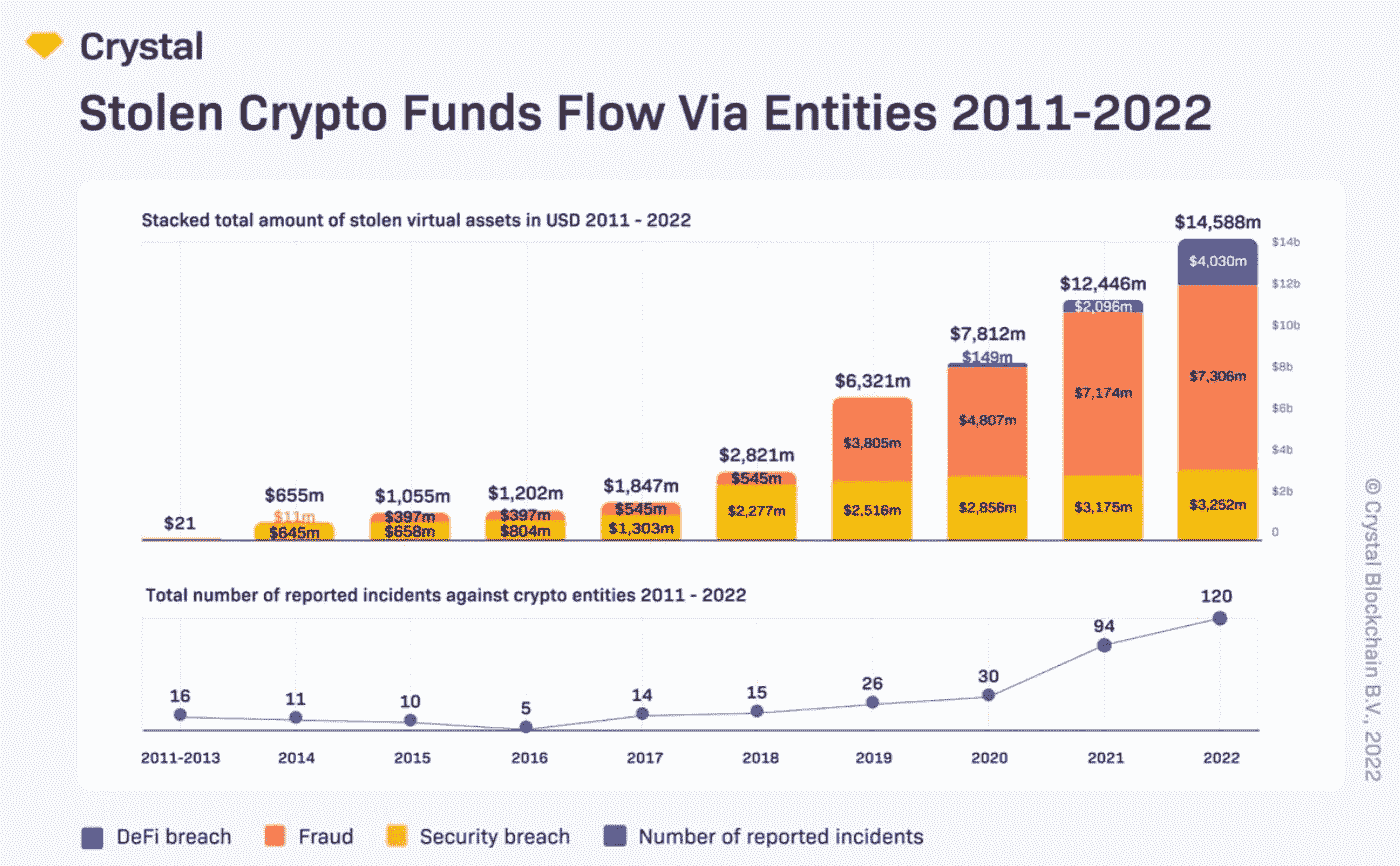 Crystal
Stolen Crypto Funds Flow Via Entities 2011-2022
Stacked total amount of stolen virtual assets in USD 2011 - 2022
$14,588m
$14b
$4,030m
$12,446m
$12b
$2,096m
$10b
$7,812m
$149m
$8b
$6,321m
$7,306m
$7,174m
$6b
$4,807m
$3,805m
$4b
$2,821m
$545m
$2b
$1,847m
$1,202m
$1,055m
$655m
$21
$11m
$397m
$397m
$545m
$645m
$658m
$804m
$1,303m
$2,277m
$2,516m
$2,856m
$3,175m
$3,252m
0
Total number of reported incidents against crypto entities 2011 - 2022
16
11
10
5
14
15
26
30
94
120
2011-2013
2014
2015
2016
2017
2018
2019
2020
2021
2022
DeFi breach
Fraud
Security breach
Number of reported incidents
© Crystal Blockchain B.V., 2022